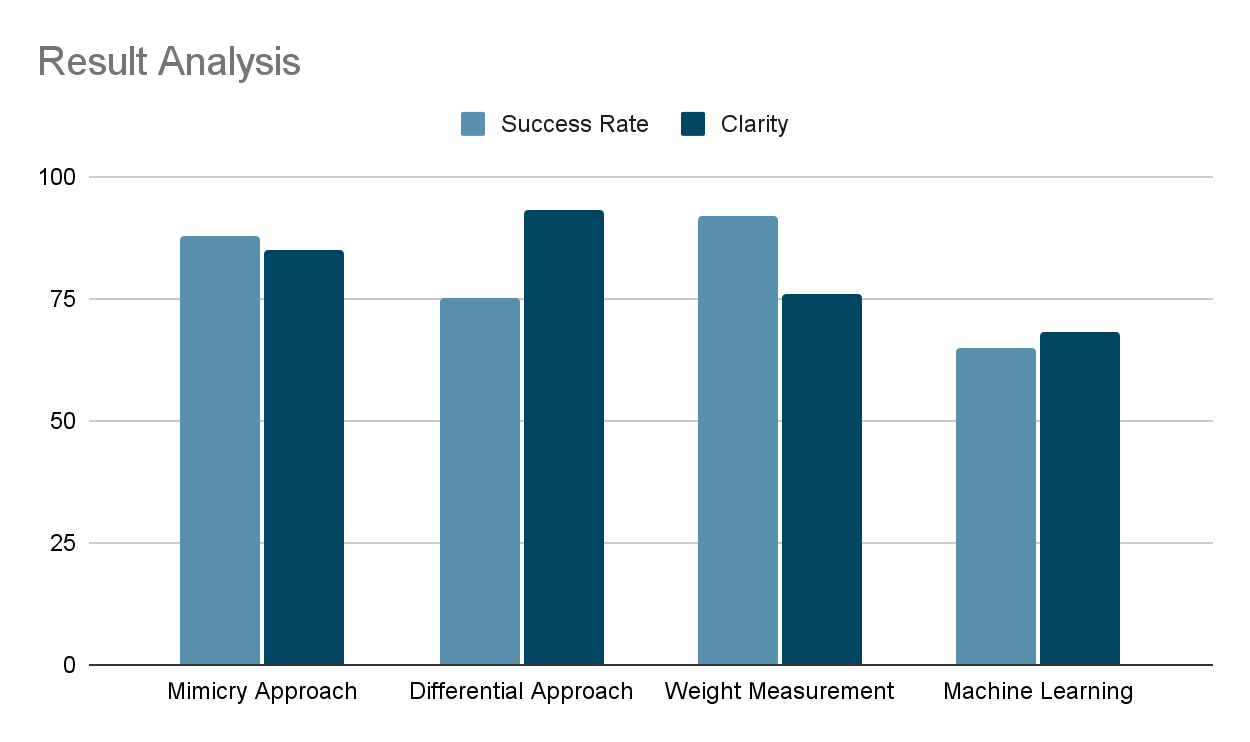 Result Analysis
Success Rate Clarity
100
75
50
25
0
Mimicry Approach Differential Approach Weight Measurement Machine Learning